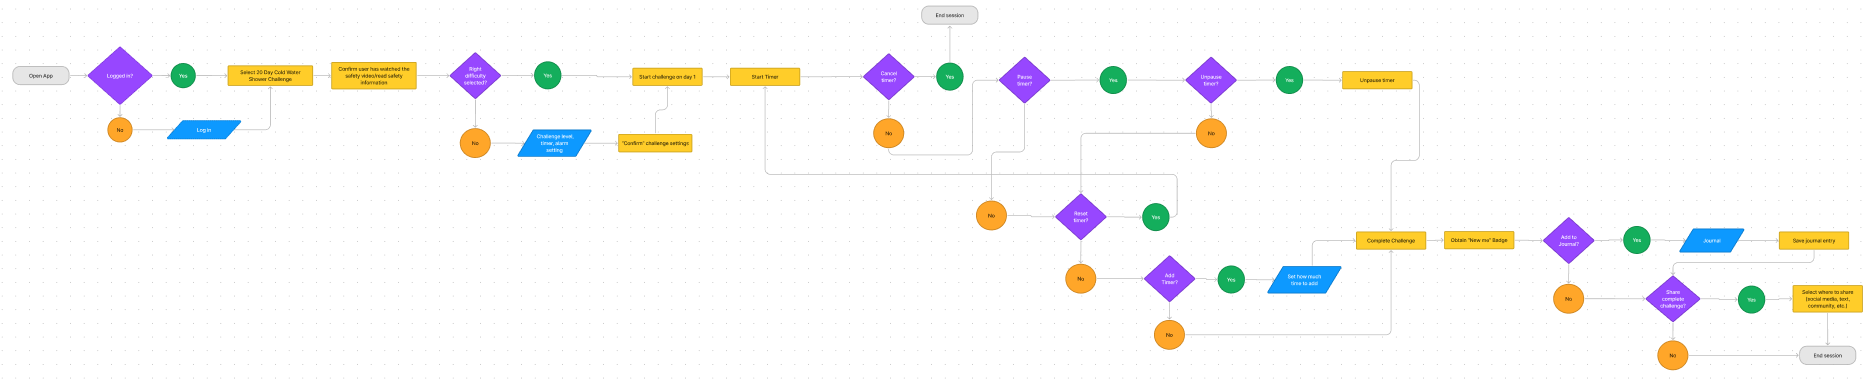 End session
Open App
Logged in?
Yes
Select 20 Day Cold Water
Shower Challenge
Confirm user has watched the
safety video/read safety
information
Right
difficulty
selected?
Yes
Start challenge on day 1
Start Timer
Cancel
timer?
Yes
Pause
timer?
Yes
Unpause
timer?
Yes
Unpause timer
No
Log in
No
Challenge level,
timer, alarm
setting
"Confirm" challenge settings
No
No
No
Reset
timer?
Yes
Complete Challenge
Obtain "New me" Badge
Add to
Journal?
Yes
Journal
Save journal entry
No
Add
Timer?
Yes
Set how much
time to add
No
Share
complete
challenge?
Yes
Select where to share
(social media, text,
community, etc.)
No
No
End session